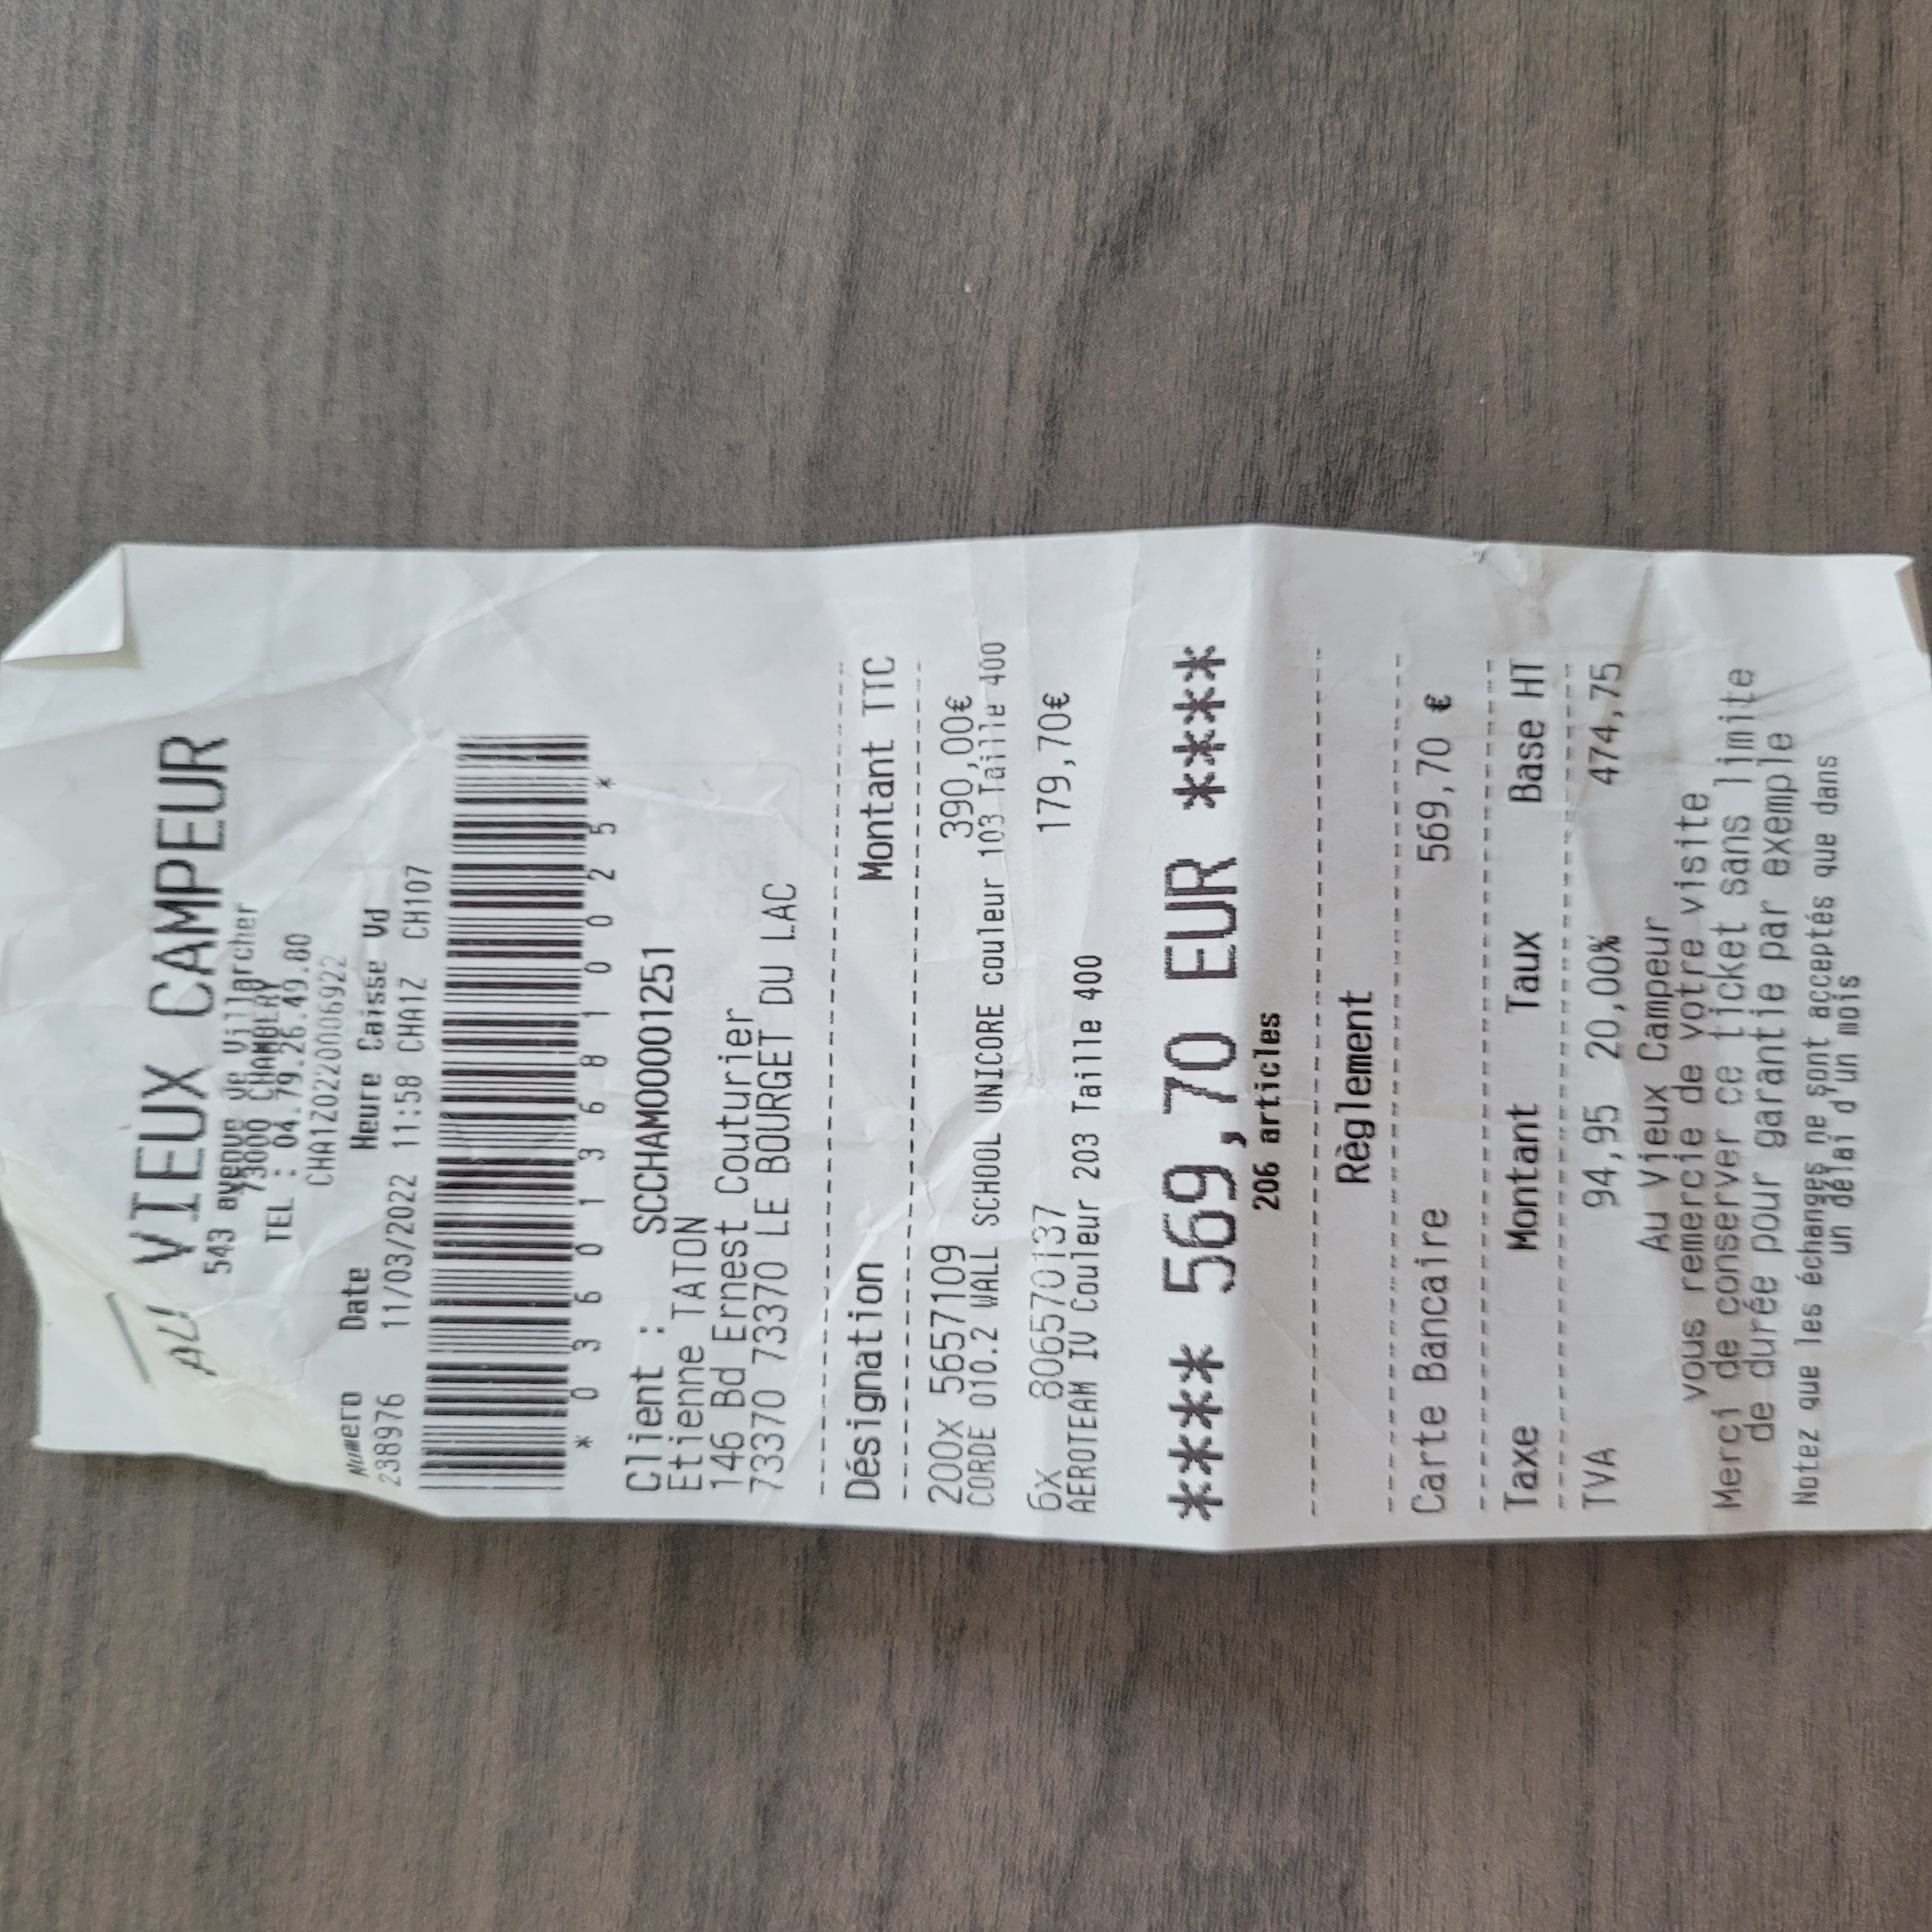 AU VIEUX CAMPEUR
543 avenue de Villarcher
73000 CHAMBERY
TEL : 04.79.26.49.80
CHA1Z022200006922
Numero Date Heure Caisse Vd
238976 11/03/2022 11:58 CHA1Z CH107
* 0 3 6 0 1 3 6 8 1 0 0 2 5 *
Client : SCCHAM00001251
Etienne TATON
146 Bd Ernest Couturier
73370 73370 LE BOURGET DU LAC
Désignation Montant TTC
200x 5657109 390,00€
CORDE O10.2 WALL SCHOOL UNICORE couleur 103 Taille 400
6x 8065570137 179,70€
AEROTEAM IV Couleur 203 Taille 400
**** 569,70 EUR ****
206 articles
Règlement
Carte Bancaire 569,70 €
Taxe Montant Taux Base HT
TVA 94,95 20,00% 474,75
Au Vieux Campeur
vous remercie de votre visite
Merci de conserver ce ticket sans limite
de durée pour garantie par exemple
Notez que les échanges ne sont acceptés que dans
un délai d'un mois